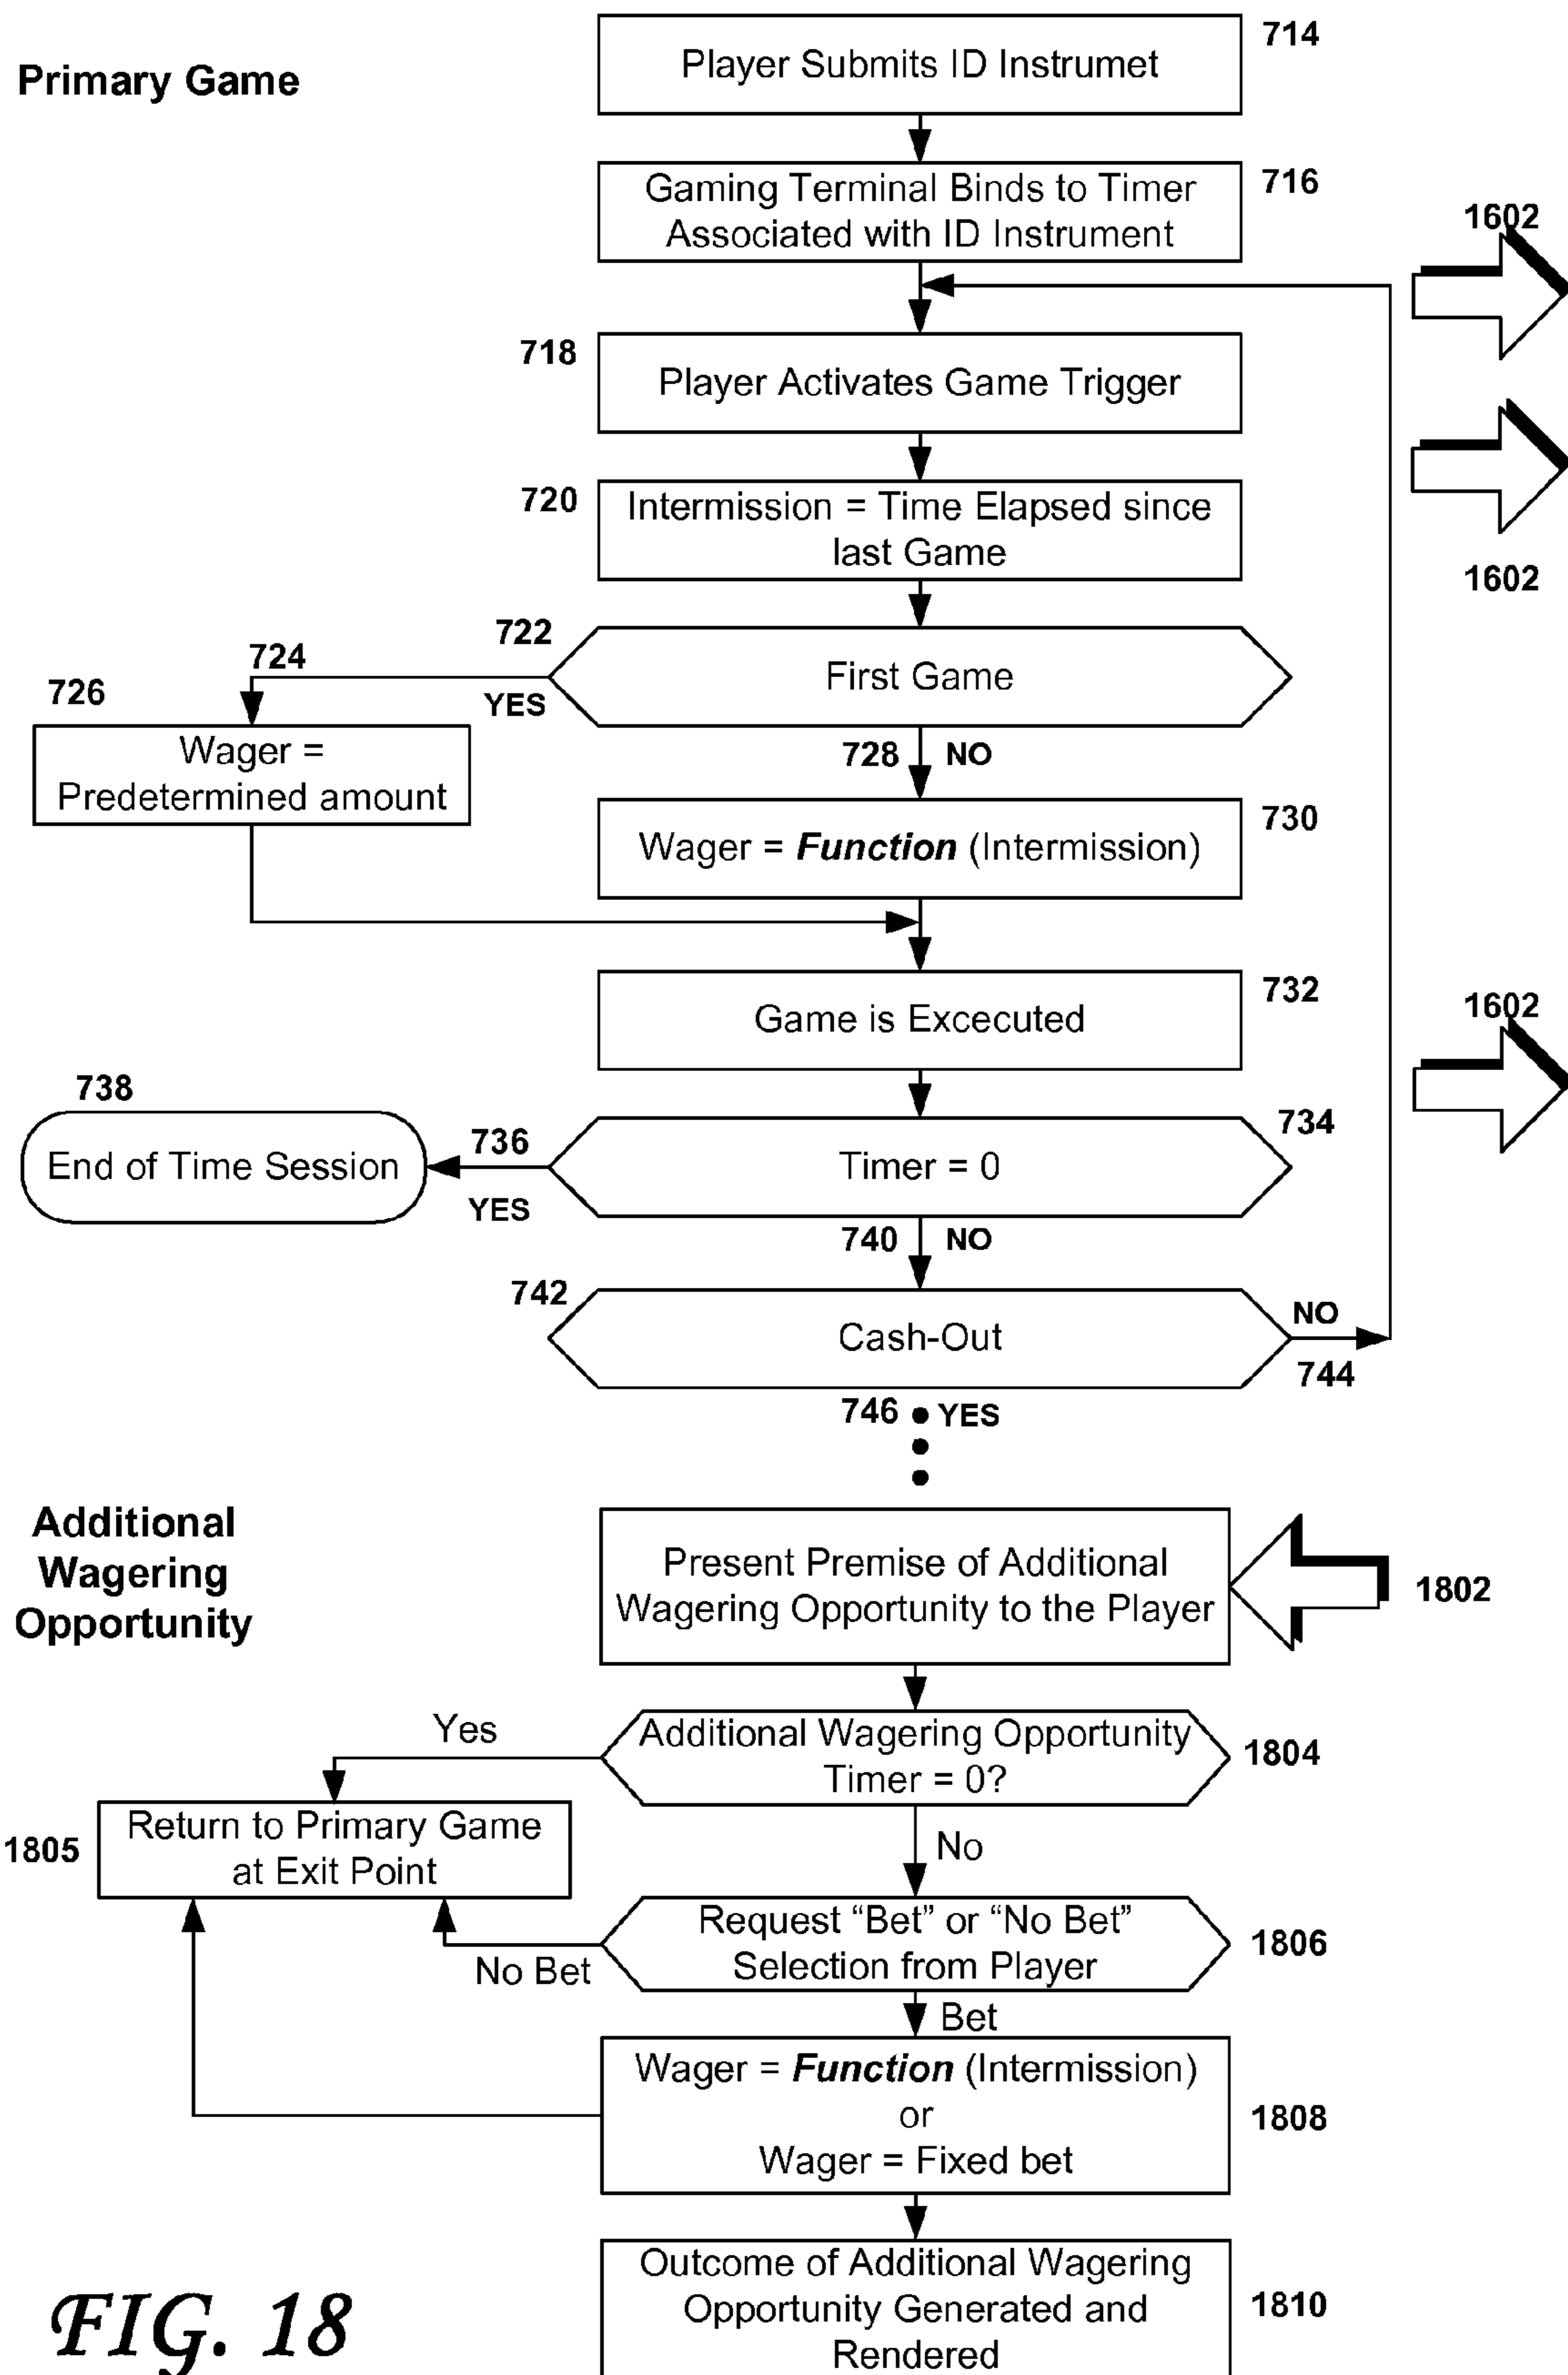 Primary Game
714
Player Submits ID Instrumet
716
Gaming Terminal Binds to Timer
Associated with ID Instrument
1602
718
Player Activates Game Trigger
720
Intermission = Time Elapsed since
last Game
1602
722
First Game
724
YES
726
Wager =
Predetermined amount
728
NO
730
Wager = Function (Intermission)
732
Game is Excecuted
1602
734
Timer = 0
736
YES
738
End of Time Session
740
NO
742
Cash-Out
NO
744
746
YES
Additional
Wagering
Opportunity
Present Premise of Additional
Wagering Opportunity to the Player
1802
Additional Wagering Opportunity
Timer = 0?
1804
Yes
1805
Return to Primary Game
at Exit Point
No
Request “Bet” or “No Bet”
Selection from Player
1806
No Bet
Bet
Wager = Function (Intermission)
or
Wager = Fixed bet
1808
Outcome of Additional Wagering
Opportunity Generated and
Rendered
1810
FIG. 18